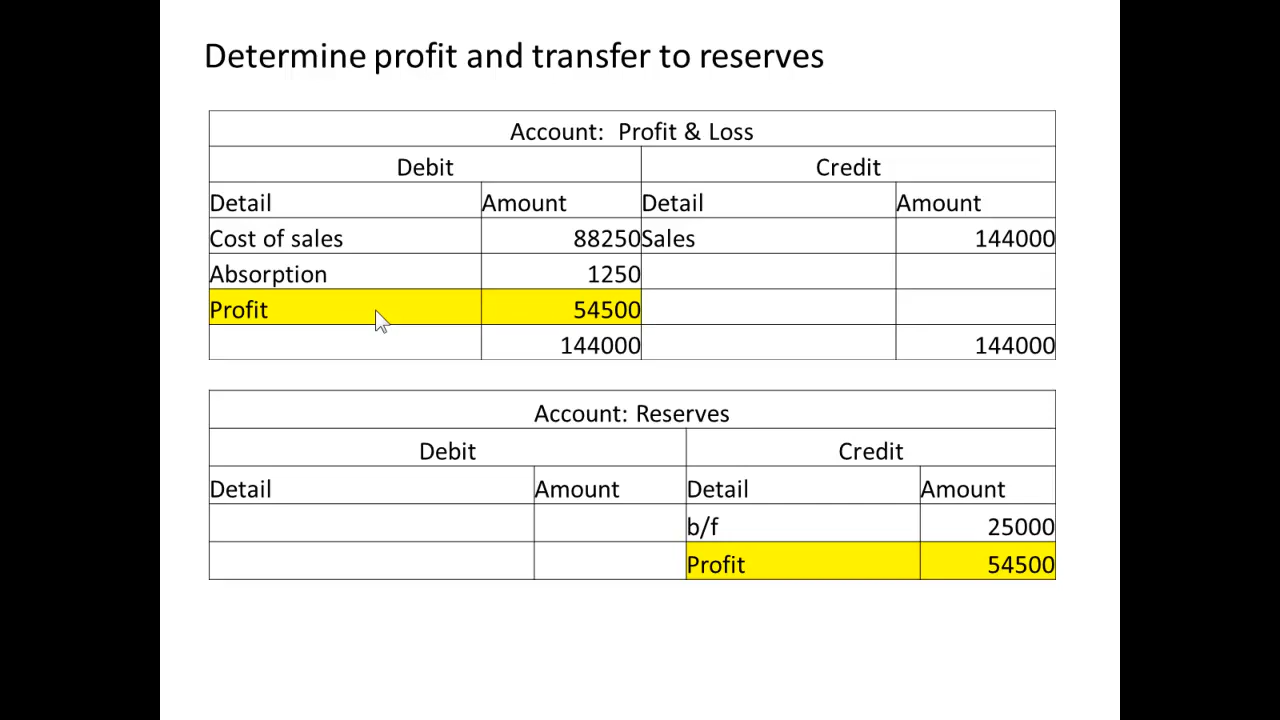 Determine profit and transfer to reserves
Account:  Profit & Loss
Debit Credit
Detail Amount Detail Amount
Cost of sales 88250 Sales 144000
Absorption 1250
Profit 54500
144000 144000
Account: Reserves
Debit Credit
Detail Amount Detail Amount
b/f 25000
Profit 54500